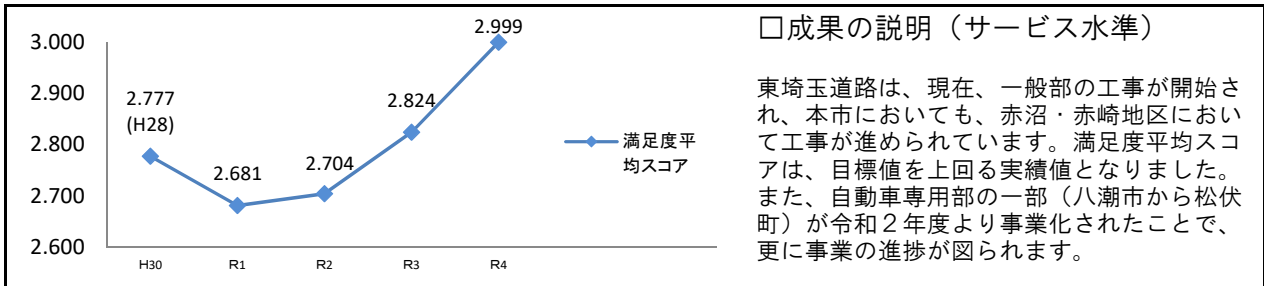 3.000
2.900
2.800
2.700
2.600
2.777
(H28)
2.681
2.704
2.824
2.999
H30
R1
R2
R3
R4
満足度平
均スコア
□成果の説明（サービス水準）
東埼玉道路は、現在、一般部の工事が開始さ
れ、本市においても、赤沼・赤崎地区におい
て工事が進められています。満足度平均スコ
アは、目標値を上回る実績値となりました。
また、自動車専用部の一部（八潮市から松伏
町）が令和２年度より事業化されたことで、
更に事業の進捗が図られます。